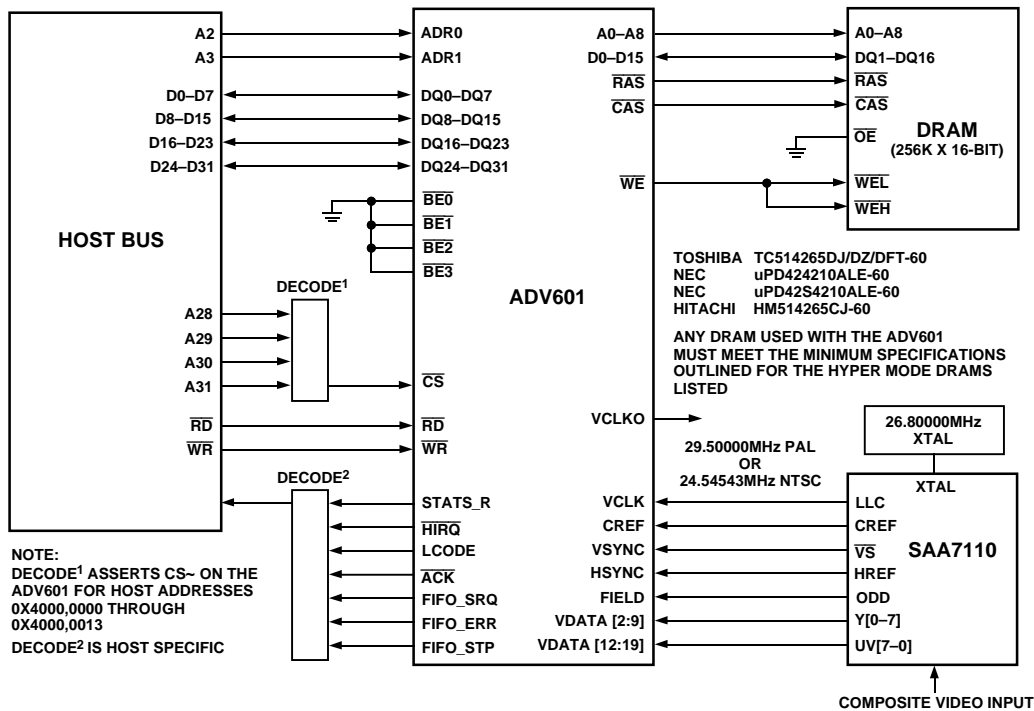 HOST BUS
A2
A3
D0–D7
D8–D15
D16–D23
D24–D31
A28
A29
A30
A31
RD
WR
DECODE1
DECODE2
ADV601
ADR0
ADR1
DQ0–DQ7
DQ8–DQ15
DQ16–DQ23
DQ24–DQ31
BE0
BE1
BE2
BE3
CS
RD
WR
STATS_R
HIRQ
LCODE
ACK
FIFO_SRQ
FIFO_ERR
FIFO_STP
A0–A8
D0–D15
RAS
CAS
WE
VCLKO
VCLK
CREF
VSYNC
HSYNC
FIELD
VDATA [2:9]
VDATA [12:19]
A0–A8
DQ1–DQ16
RAS
CAS
OE
DRAM
(256K X 16-BIT)
WEL
WEH
TOSHIBA TC514265DJ/DZ/DFT-60
NEC uPD424210ALE-60
NEC uPD42S4210ALE-60
HITACHI HM514265CJ-60
ANY DRAM USED WITH THE ADV601
MUST MEET THE MINIMUM SPECIFICATIONS
OUTLINED FOR THE HYPER MODE DRAMS
LISTED
26.80000MHz
XTAL
29.50000MHz PAL
OR
24.54543MHz NTSC
XTAL
LLC
CREF
VS
SAA7110
HREF
ODD
Y[0–7]
UV[7–0]
COMPOSITE VIDEO INPUT
NOTE:
DECODE1 ASSERTS CS~ ON THE
ADV601 FOR HOST ADDRESSES
0X4000,0000 THROUGH
0X4000,0013
DECODE2 IS HOST SPECIFIC